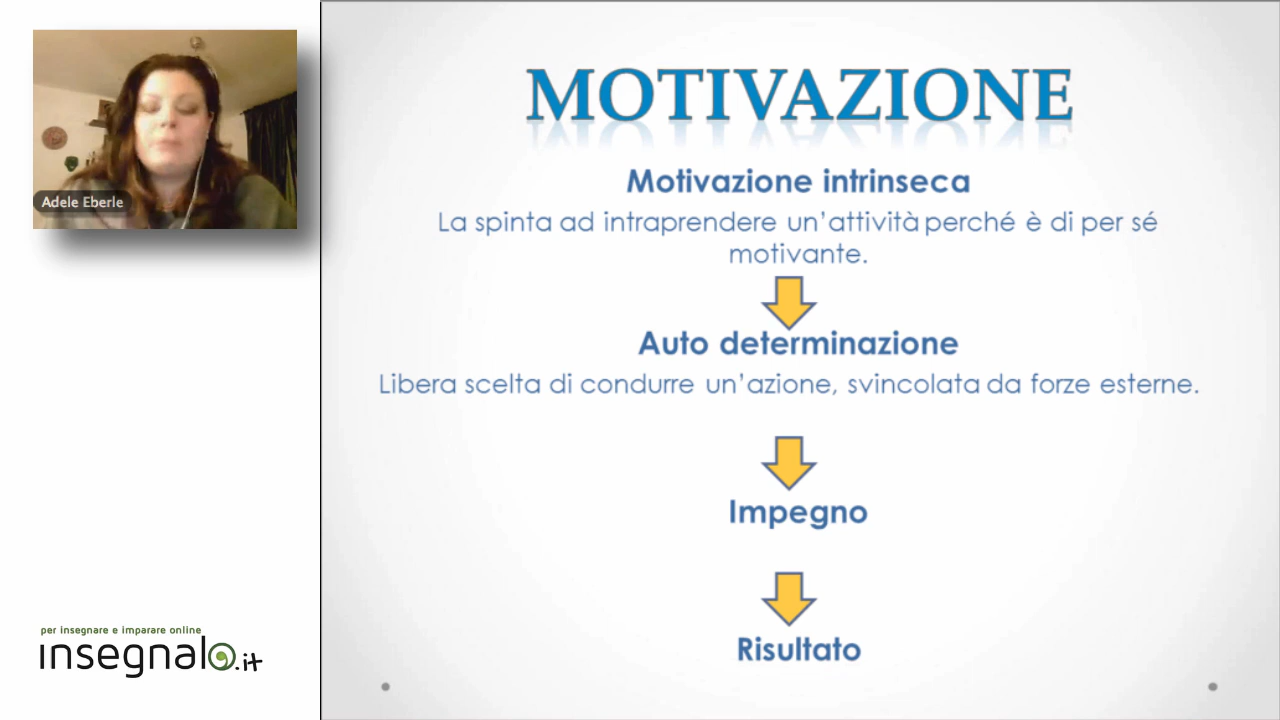 Adele Eberle
per insegnare e imparare online
insegnalo.it
MOTIVAZIONE
Motivazione intrinseca
La spinta ad intraprendere un'attività perché è di per sé
motivante.
Auto determinazione
Libera scelta di condurre un'azione, svincolata da forze esterne.
Impegno
Risultato